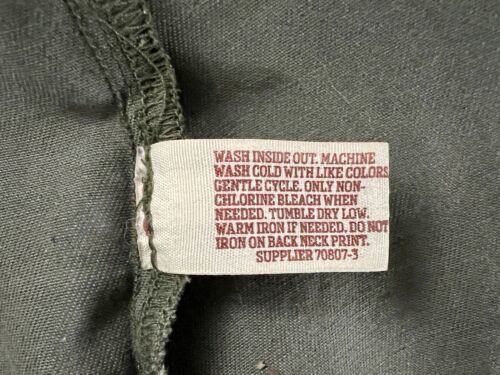 WASH INSIDE OUT. MACHINE
WASH COLD WITH LIKE COLORS
GENTLE CYCLE. ONLY NON-
CHLORINE BLEACH WHEN
NEEDED. TUMBLE DRY LOW.
WARM IRON IF NEEDED. DO NOT
IRON ON BACK NECK PRINT.
SUPPLIER 70807-3